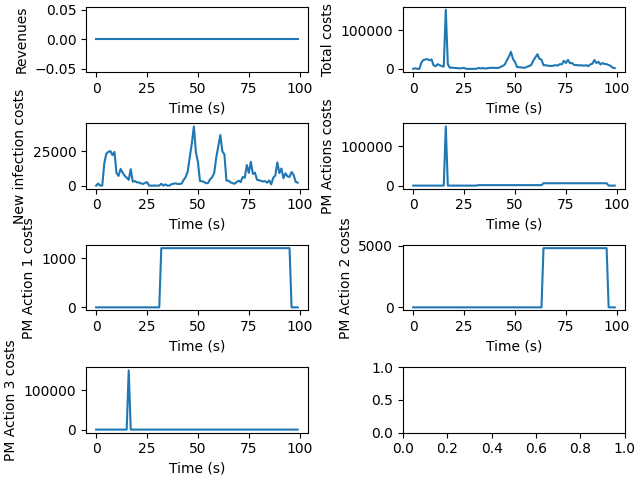 Revenues
0.05
0.00
−0.05
0 25 50 75 100
Time (s)
Total costs
100000
0
0 25 50 75 100
Time (s)
New infection costs
25000
0
0 25 50 75 100
Time (s)
PM Actions costs
100000
0
0 25 50 75 100
Time (s)
PM Action 1 costs
1000
0
0 25 50 75 100
Time (s)
PM Action 2 costs
5000
0
0 25 50 75 100
Time (s)
PM Action 3 costs
100000
0
0 25 50 75 100
Time (s)
1.0
0.5
0.0
0.0 0.2 0.4 0.6 0.8 1.0